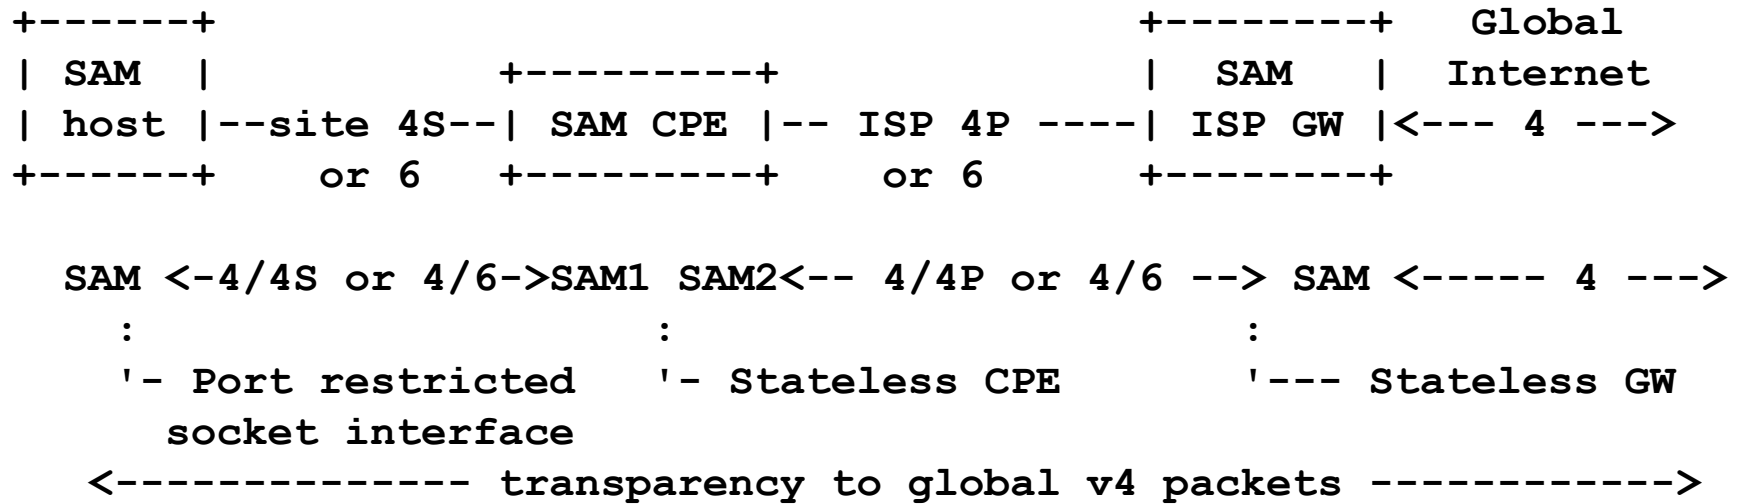 +------+                                    +--------+   Global
| SAM  |           +---------+              |  SAM   |  Internet
| host |--site 4S--| SAM CPE |-- ISP 4P ----| ISP GW |<--- 4 --->
+------+    or 6   +---------+    or 6      +--------+

  SAM <-4/4S or 4/6->SAM1 SAM2<-- 4/4P or 4/6 --> SAM <----- 4 --->
    :                    :                      :
    '- Port restricted   '- Stateless CPE       '--- Stateless GW
      socket interface
   <-------------- transparency to global v4 packets ------------>